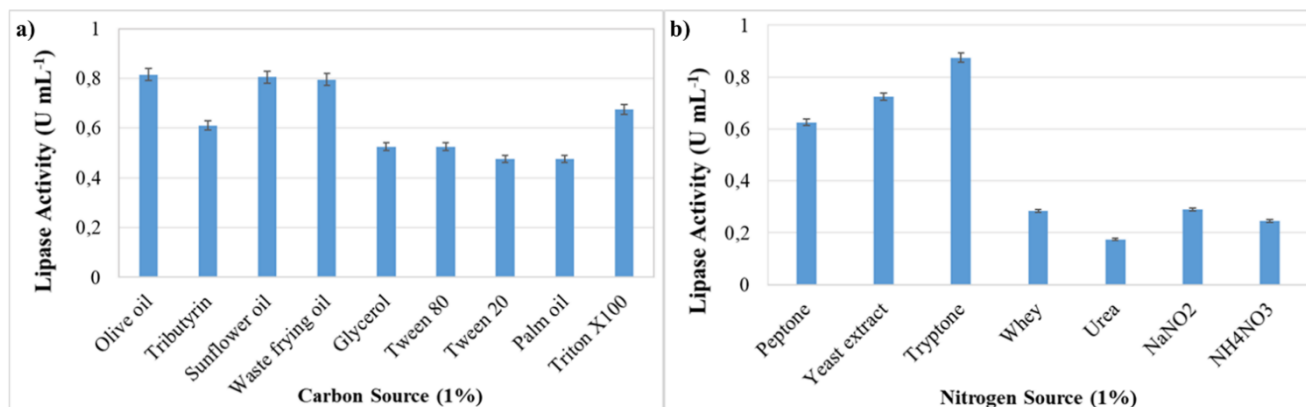 a)
Lipase Activity (U mL-1)
1
0,8
0,6
0,4
0,2
0
Olive oil
Tributyrin
Sunflower oil
Waste frying oil
Glycerol
Tween 80
Tween 20
Palm oil
Triton X100
Carbon Source (1%)
b)
Lipase Activity (U mL-1)
1
0,8
0,6
0,4
0,2
0
Peptone
Yeast extract
Tryptone
Whey
Urea
NaNO2
NH4NO3
Nitrogen Source (1%)